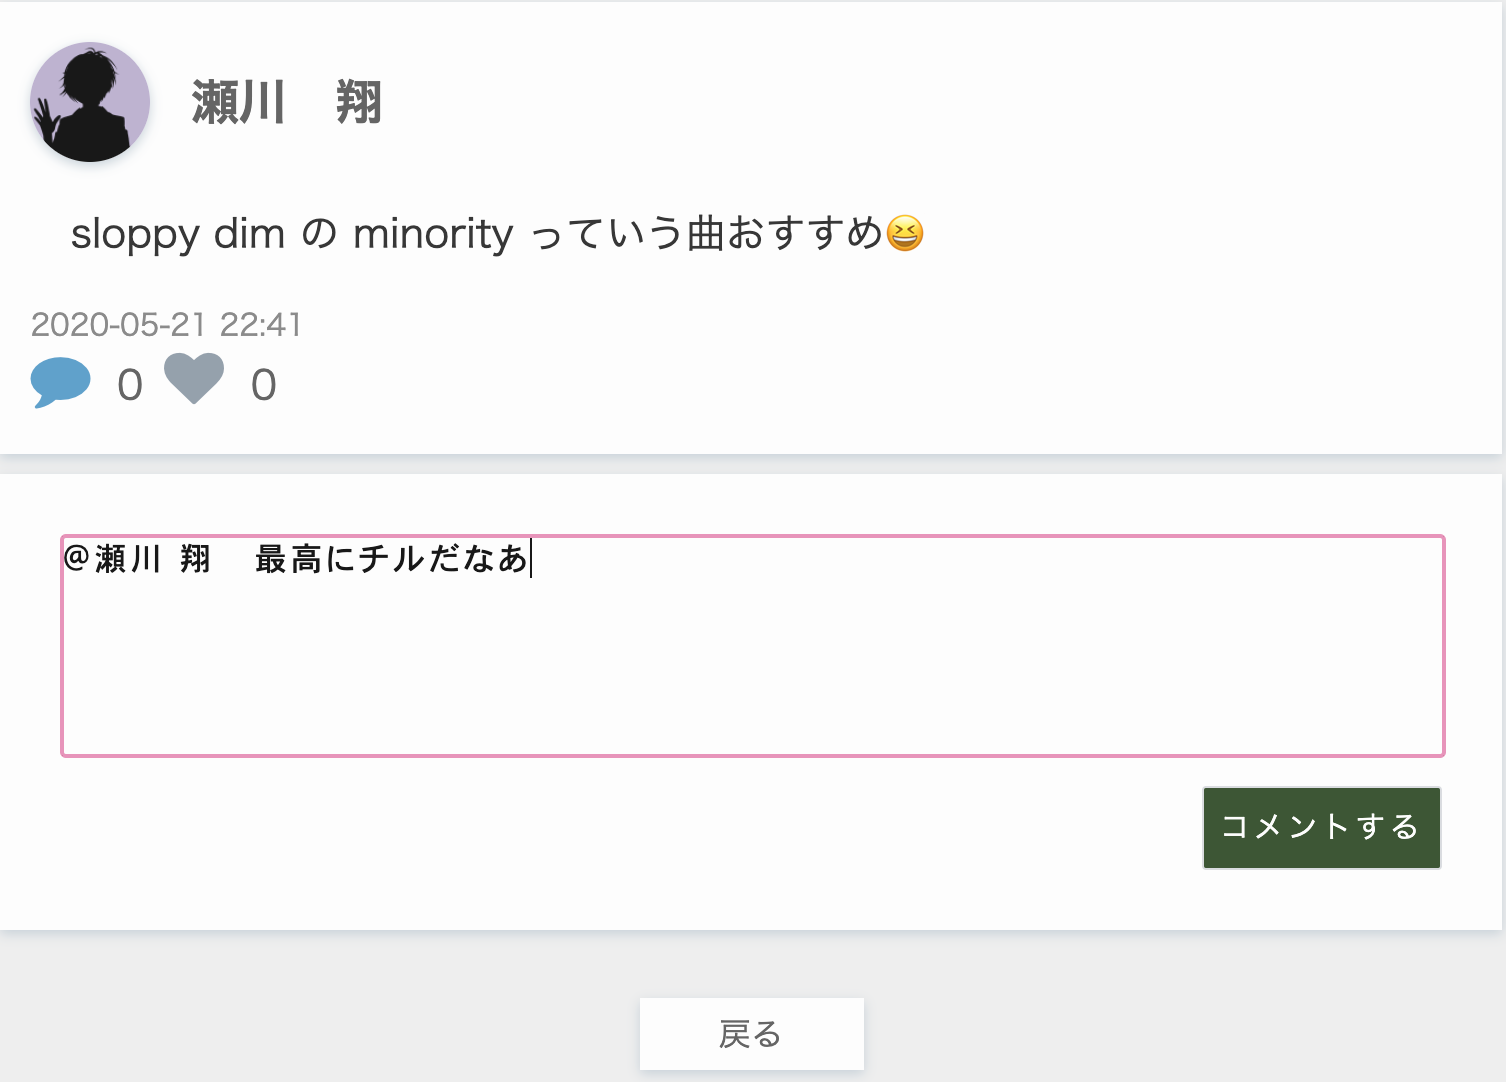 瀬川　翔
sloppy dim の minority っていう曲おすすめ😆
2020-05-21 22:41
0 0
@瀬川 翔　最高にチルだなあ
コメントする
戻る